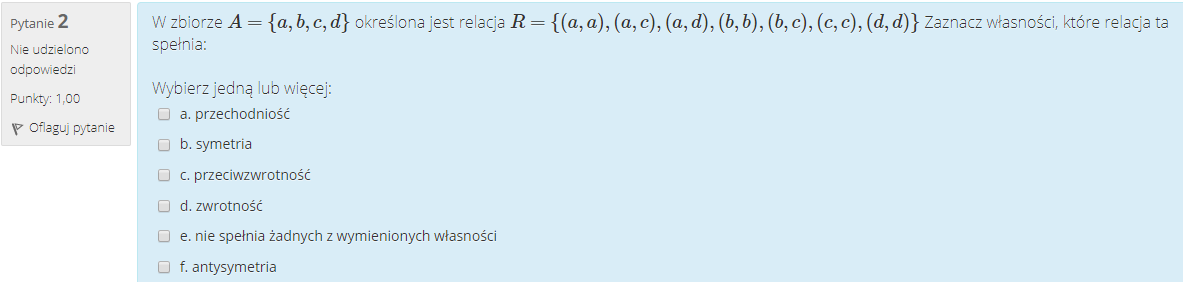 Pytanie 2
Nie udzielono
odpowiedzi
Punkty: 1,00
Oflaguj pytanie
W zbiorze A = {a, b, c, d} określona jest relacja R = {(a, a), (a, c), (a, d), (b, b), (b, c), (c, c), (d, d)} Zaznacz własności, które relacja ta
spełnia:
Wybierz jedną lub więcej:
a. przechodniość
b. symetria
c. przeciwzwrotność
d. zwrotność
e. nie spełnia żadnych z wymienionych własności
f. antysymetria